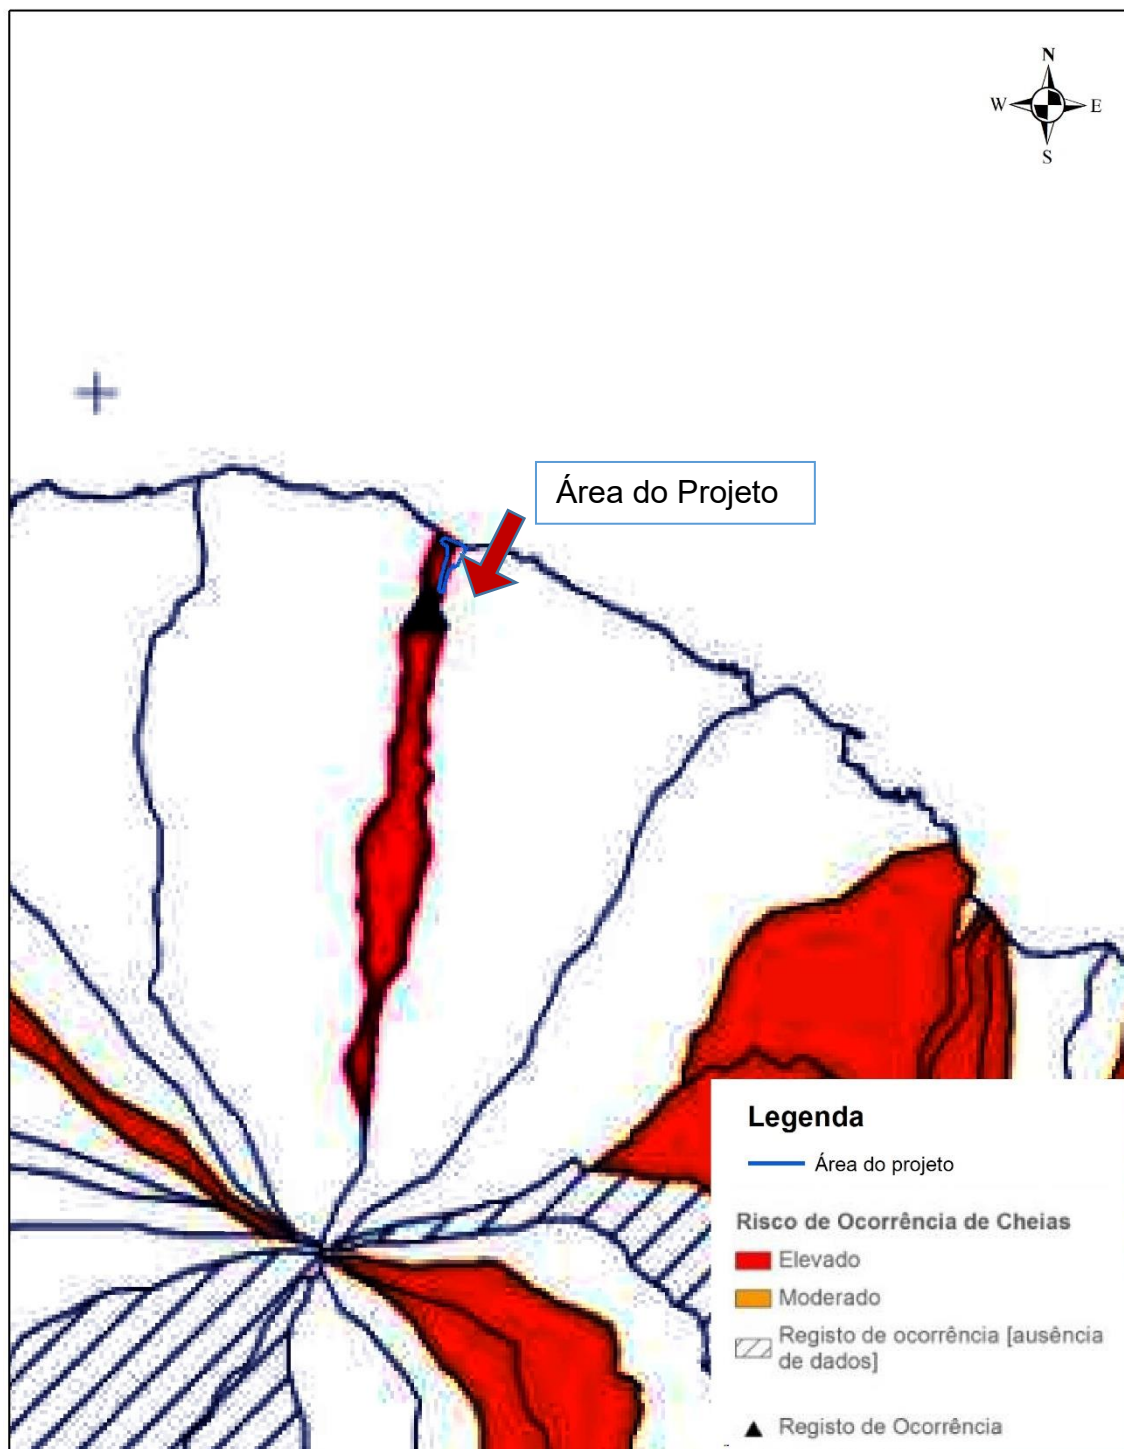 N
W E
S
Área do Projeto
Legenda
Área do projeto
Risco de Ocorrência de Cheias
Elevado
Moderado
Registo de ocorrência [ausência
de dados]
Registo de Ocorrência